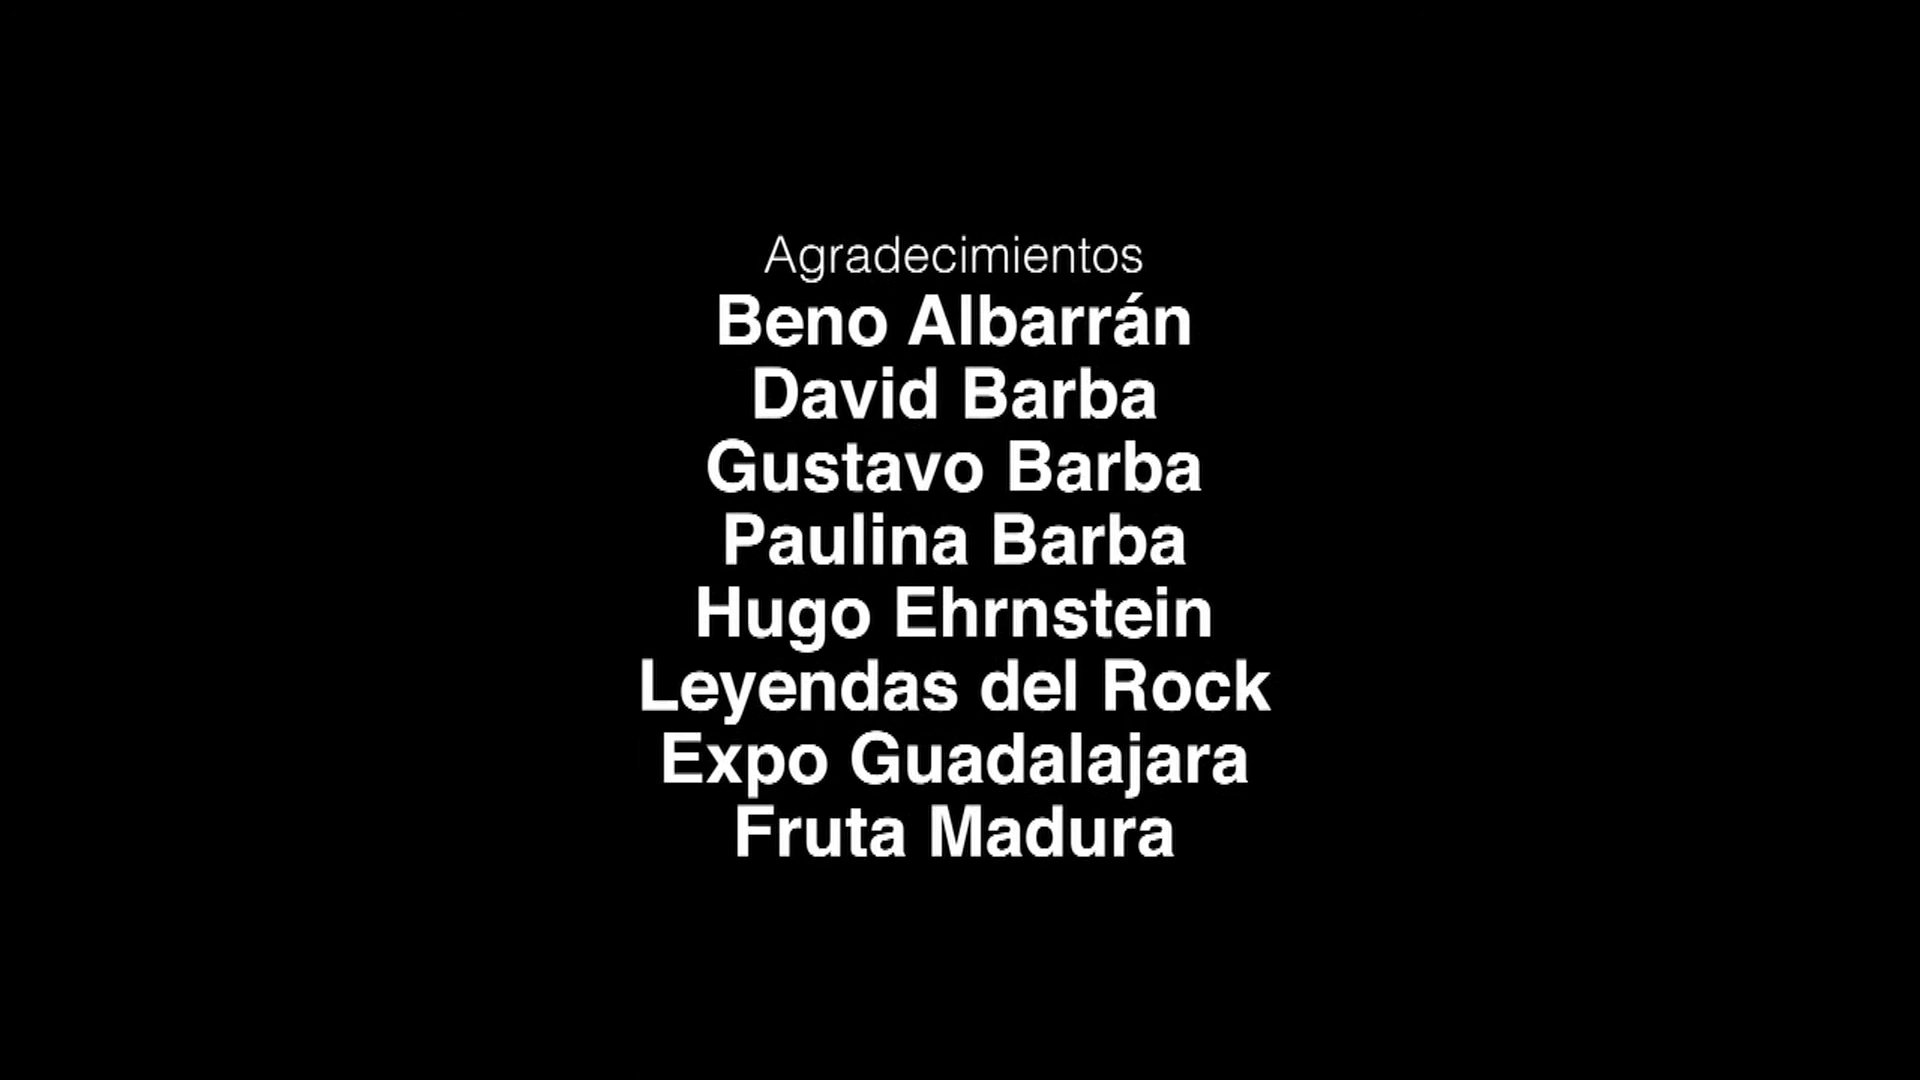 Agradecimientos
Beno Albarrán
David Barba
Gustavo Barba
Paulina Barba
Hugo Ehrnstein
Leyendas del Rock
Expo Guadalajara
Fruta Madura